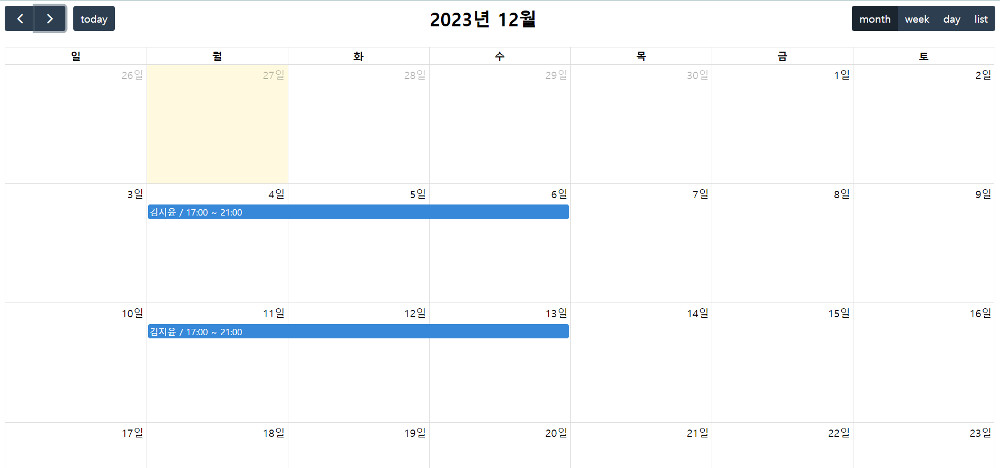 today
2023년 12월
month week day list
일 월 화 수 목 금 토
26일 27일 28일 29일 30일 1일 2일
3일 4일 5일 6일 7일 8일 9일
김지윤 / 17:00 ~ 21:00
10일 11일 12일 13일 14일 15일 16일
김지윤 / 17:00 ~ 21:00
17일 18일 19일 20일 21일 22일 23일